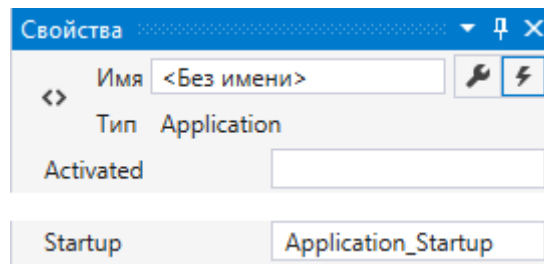 Свойства
Имя <Без имени>
Тип Application
Activated
Startup Application_Startup